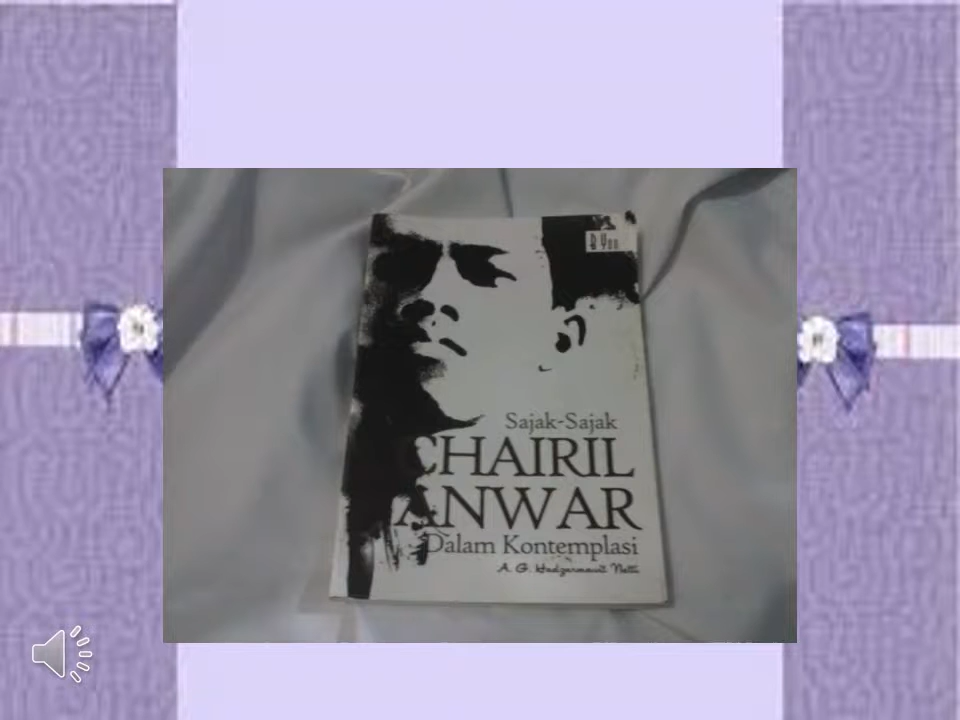 Sajak-Sajak
CHAIRIL
ANWAR
Dalam Kontemplasi
A. G. Hadzarmawit Netti